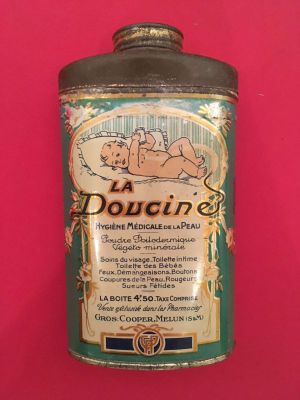 LA
Doucine
HYGIÈNE MÉDICALE DE LA PEAU
Poudre Polydermique
Végéto minérale
Soins du visage, Toilette intime
Toilette des Bébés
Feux, Démangeaisons, Boutons
Coupures de la Peau, Rougeurs
Sueurs Fétides
LA BOITE 4f50. TAXE COMPRISE
Vente générale dans les Pharmacies
GROS: COOPER, MELUN (S&M)